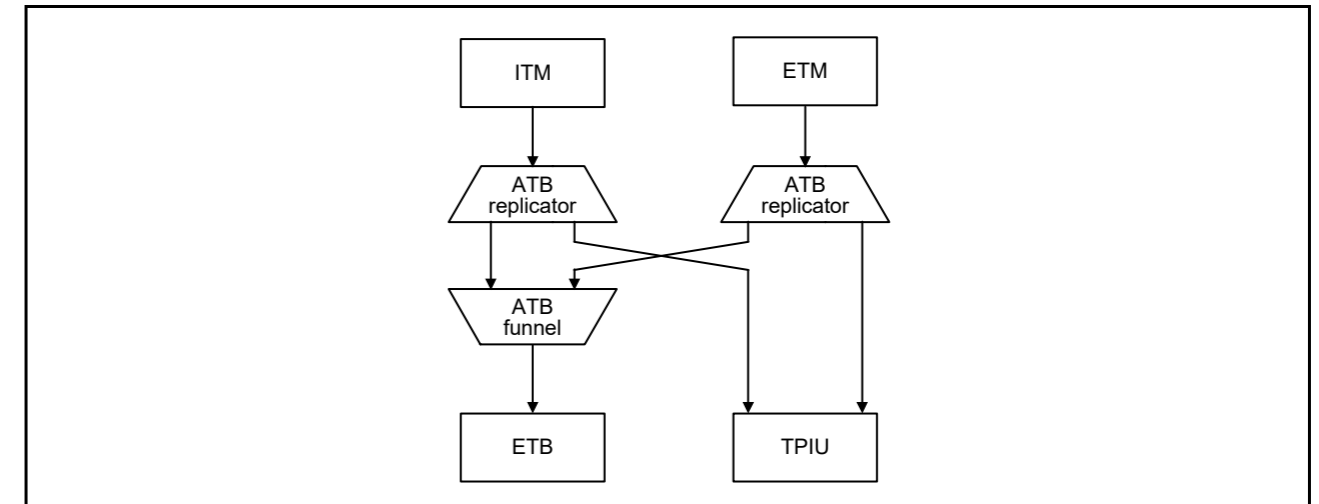 ITM
ETM
ATB
replicator
ATB
replicator
ATB
funnel
ETB
TPIU